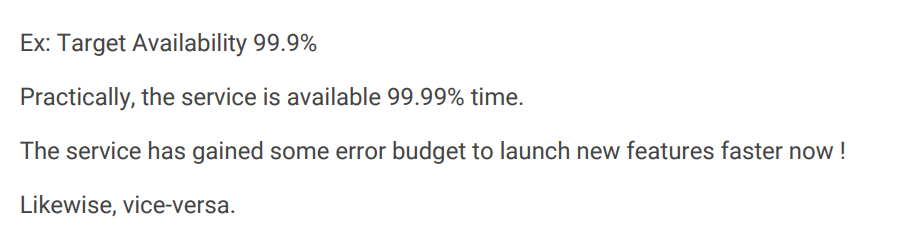 Ex: Target Availability 99.9%
Practically, the service is available 99.99% time.
The service has gained some error budget to launch new features faster now !
Likewise, vice-versa.